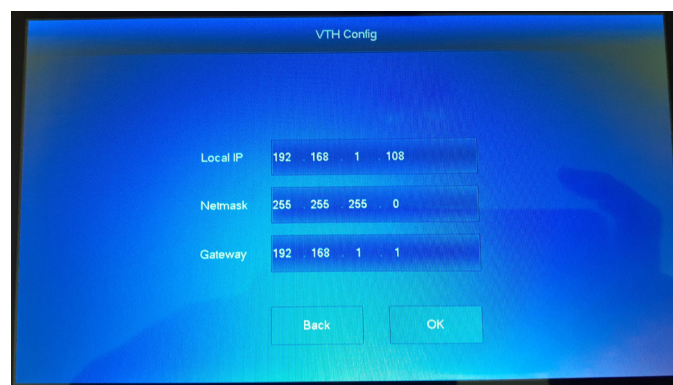 VTH Config
Local IP 192 . 168 . 1 . 108
Netmask 255 . 255 . 255 . 0
Gateway 192 . 168 . 1 . 1
Back OK